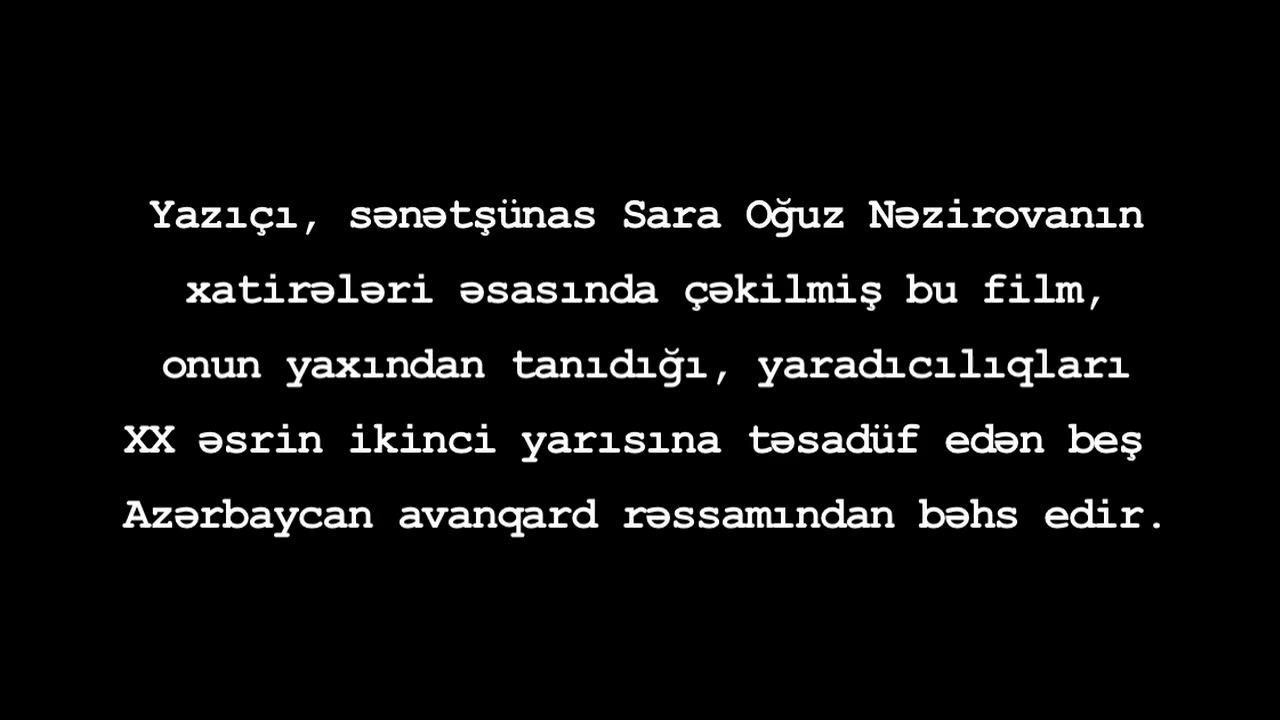 Yazıçı, sənətşünas Sara Oğuz Nəzirovanın
xatirələri əsasında çəkilmiş bu film,
onun yaxından tanıdığı, yaradıcılıqları
XX əsrin ikinci yarısına təsadüf edən beş
Azərbaycan avanqard rəssamından bəhs edir.